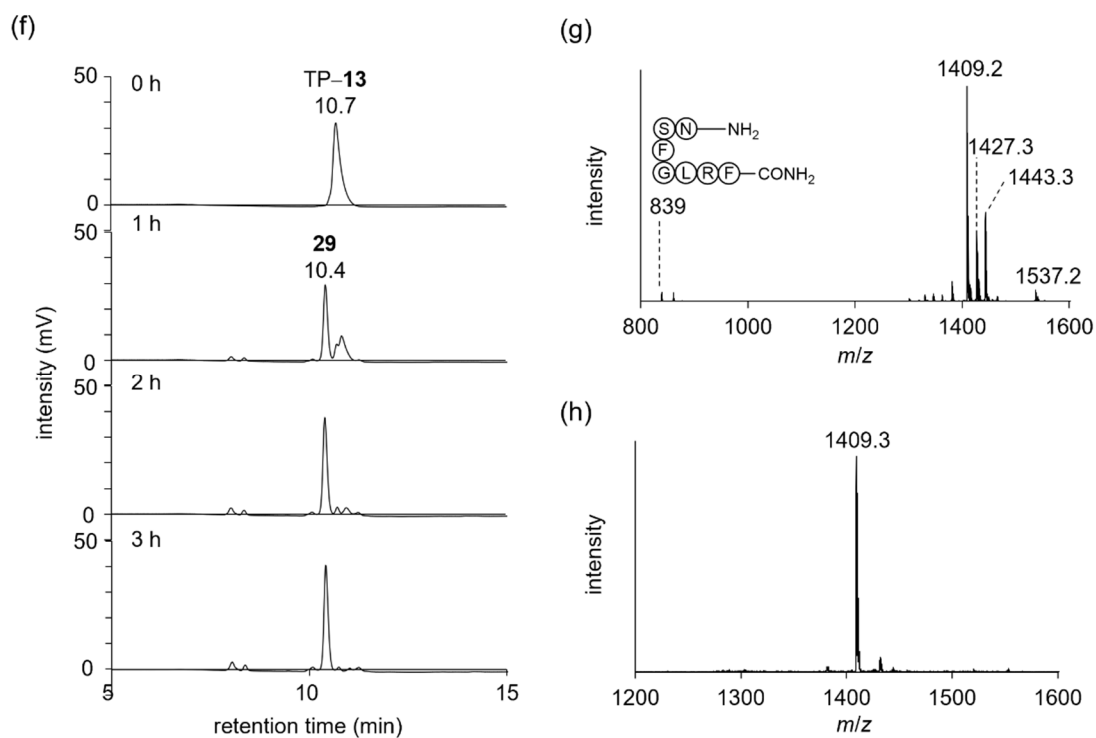 (f)
0 h
TP–13
10.7
50
0
1 h
29
10.4
50
0
2 h
50
0
3 h
50
0
5
10
15
intensity (mV)
retention time (min)
(g)
1409.2
1427.3
1443.3
1537.2
839
S N NH2
F
G L R F CONH2
intensity
800
1000
1200
1400
1600
m/z
(h)
1409.3
intensity
1200
1300
1400
1500
1600
m/z